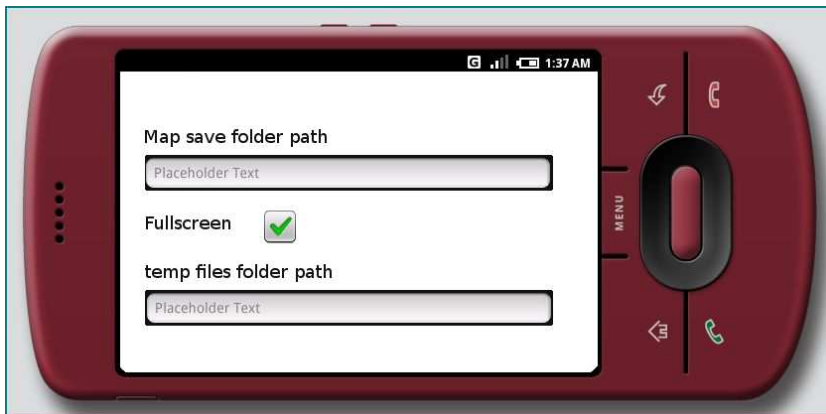 G 1:37 AM
Map save folder path
Placeholder Text
Fullscreen
temp files folder path
Placeholder Text
MENU